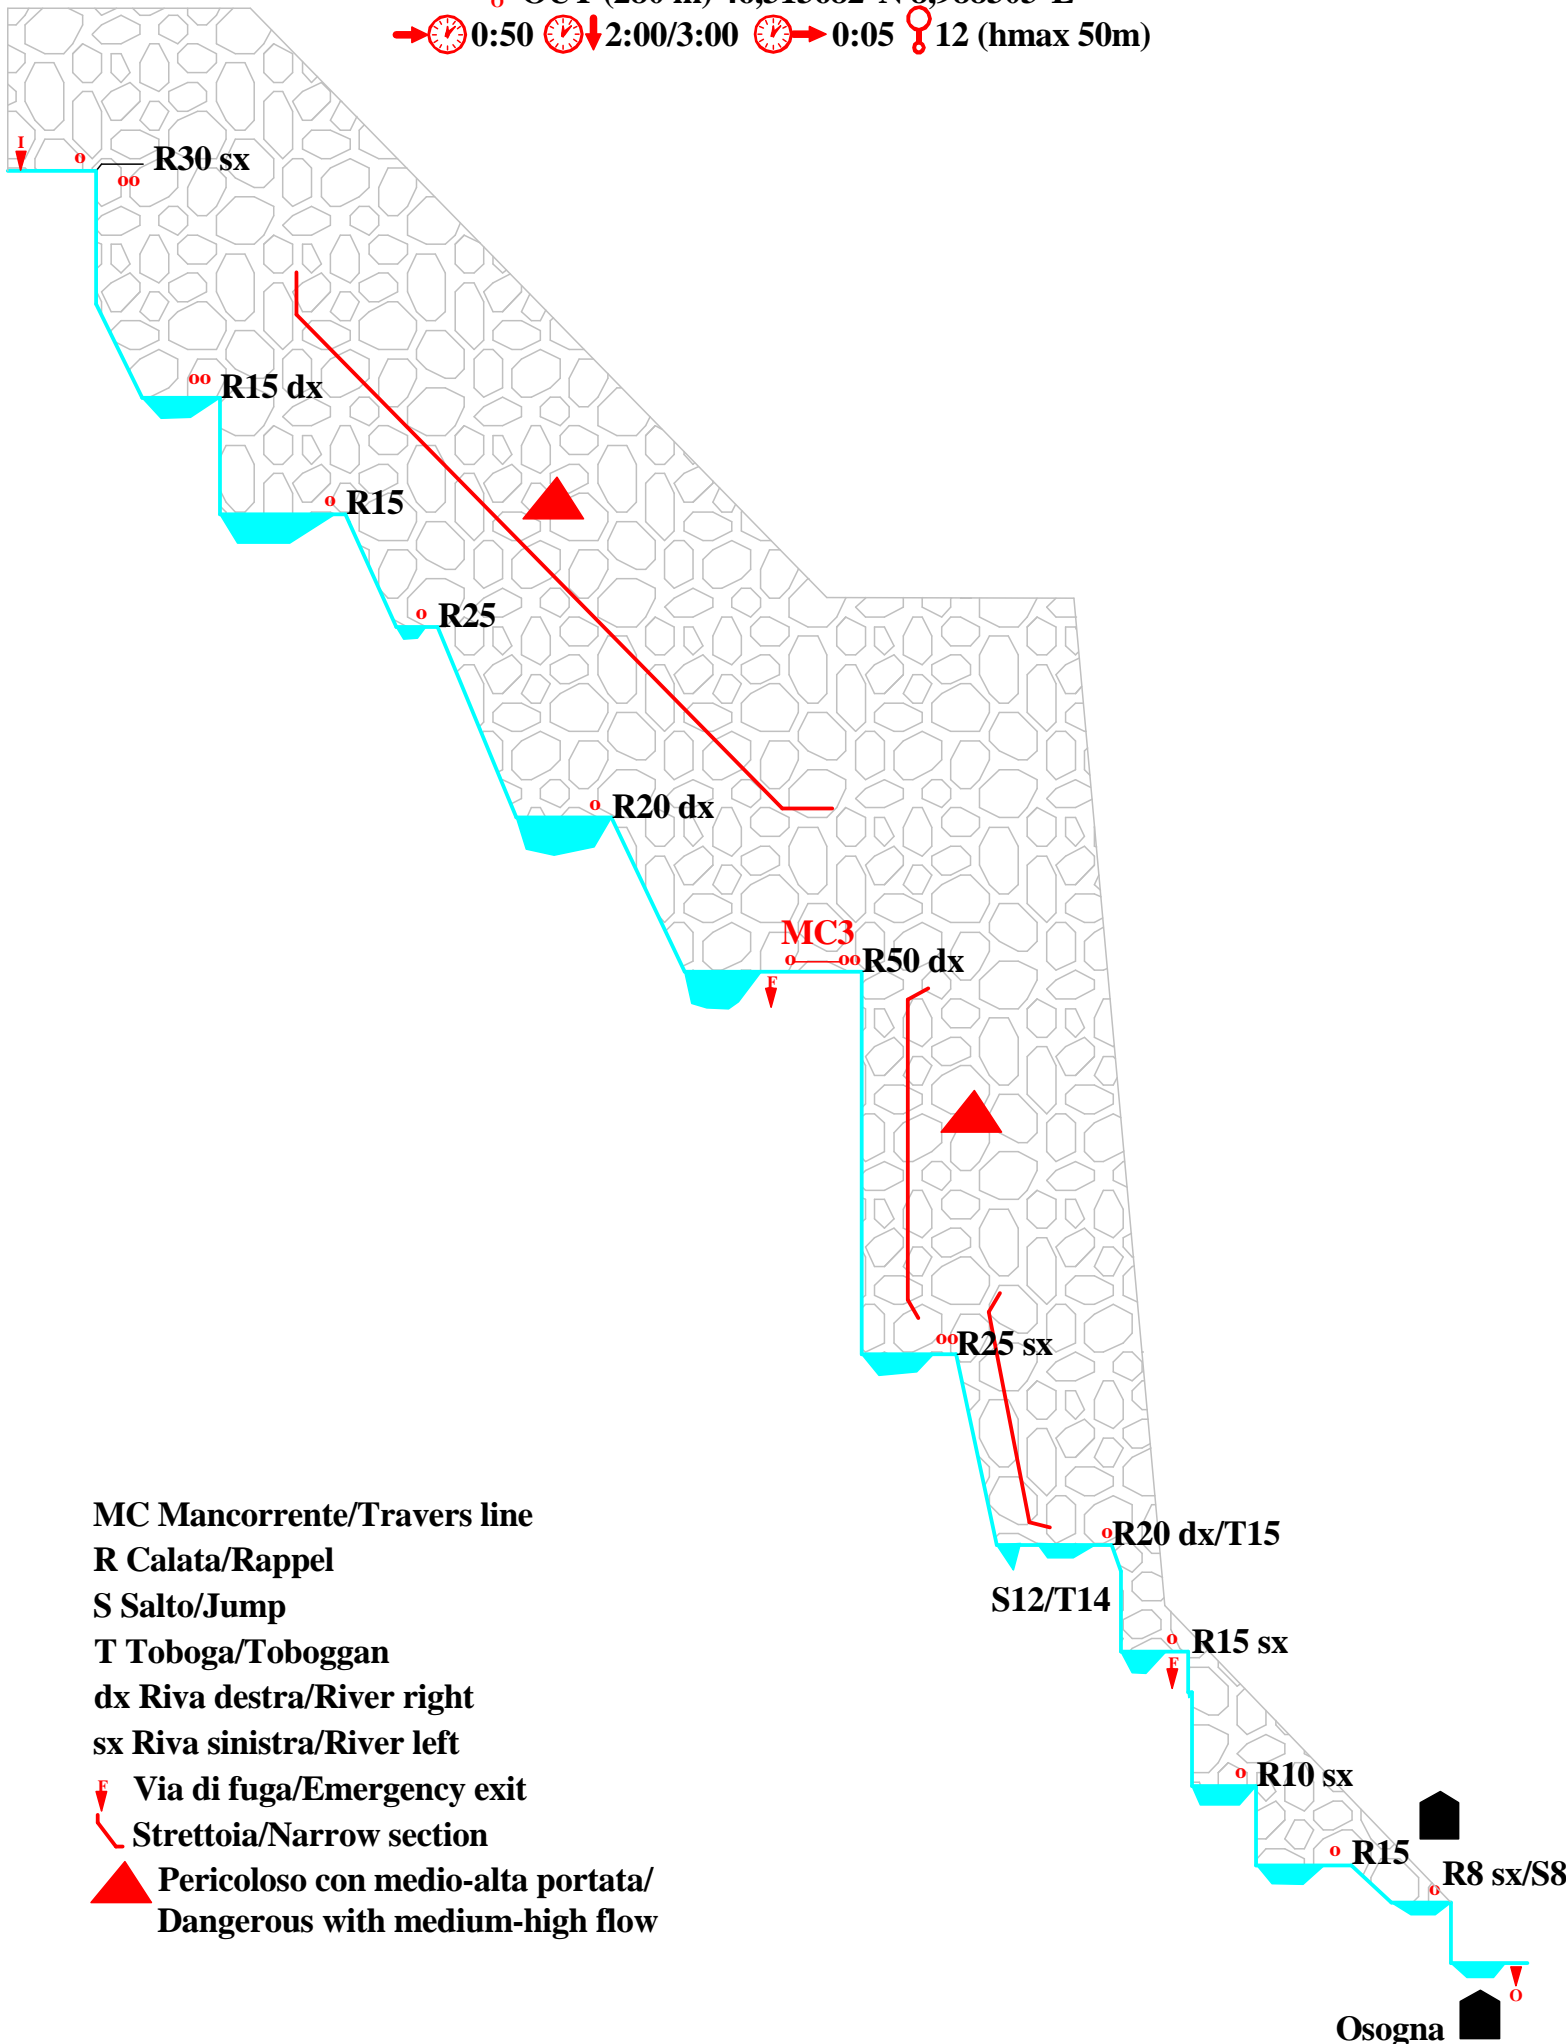 0:50 2:00/3:00 0:05 12 (hmax 50m)
I
o
R30 sx
oo
oo R15 dx
o R15
o R25
o R20 dx
MC3
o oo R50 dx
F
oo R25 sx
o R20 dx/T15
S12/T14
o R15 sx
F
o R10 sx
o R15
o R8 sx/S8
O
Osogna
MC Mancorrente/Travers line
R Calata/Rappel
S Salto/Jump
T Toboga/Toboggan
dx Riva destra/River right
sx Riva sinistra/River left
F Via di fuga/Emergency exit
Strettoia/Narrow section
Pericoloso con medio-alta portata/
Dangerous with medium-high flow